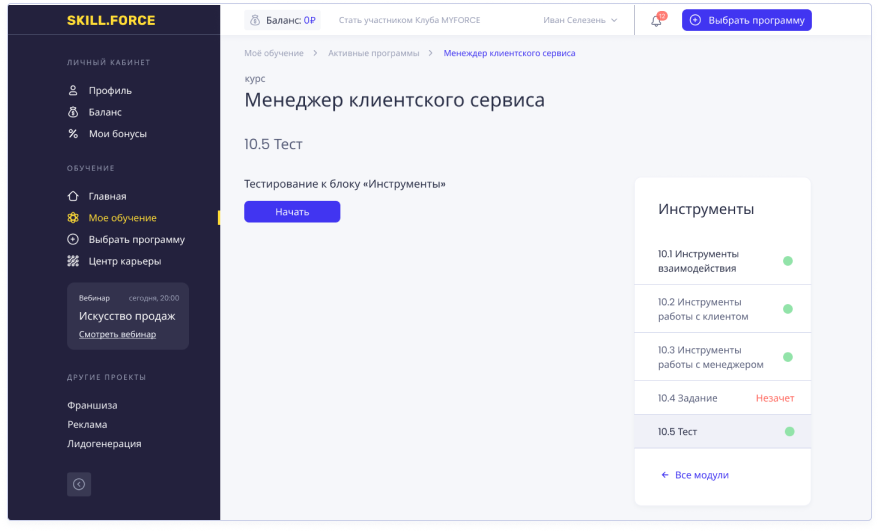 SKILL.FORCE
Баланс: 0₽
Стать участником Клуба MYFORCE
Иван Селезень
12
Выбрать программу
ЛИЧНЫЙ КАБИНЕТ
Профиль
Баланс
Мои бонусы
ОБУЧЕНИЕ
Главная
Мое обучение
Выбрать программу
Центр карьеры
Вебинар сегодня, 20:00
Искусство продаж
Смотреть вебинар
ДРУГИЕ ПРОЕКТЫ
Франшиза
Реклама
Лидогенерация
Моё обучение > Активные программы > Менеждер клиентского сервиса
курс
Менеджер клиентского сервиса
10.5 Тест
Тестирование к блоку «Инструменты»
Начать
Инструменты
10.1 Инструменты
взаимодействия
10.2 Инструменты
работы с клиентом
10.3 Инструменты
работы с менеджером
10.4 Задание Незачет
10.5 Тест
← Все модули